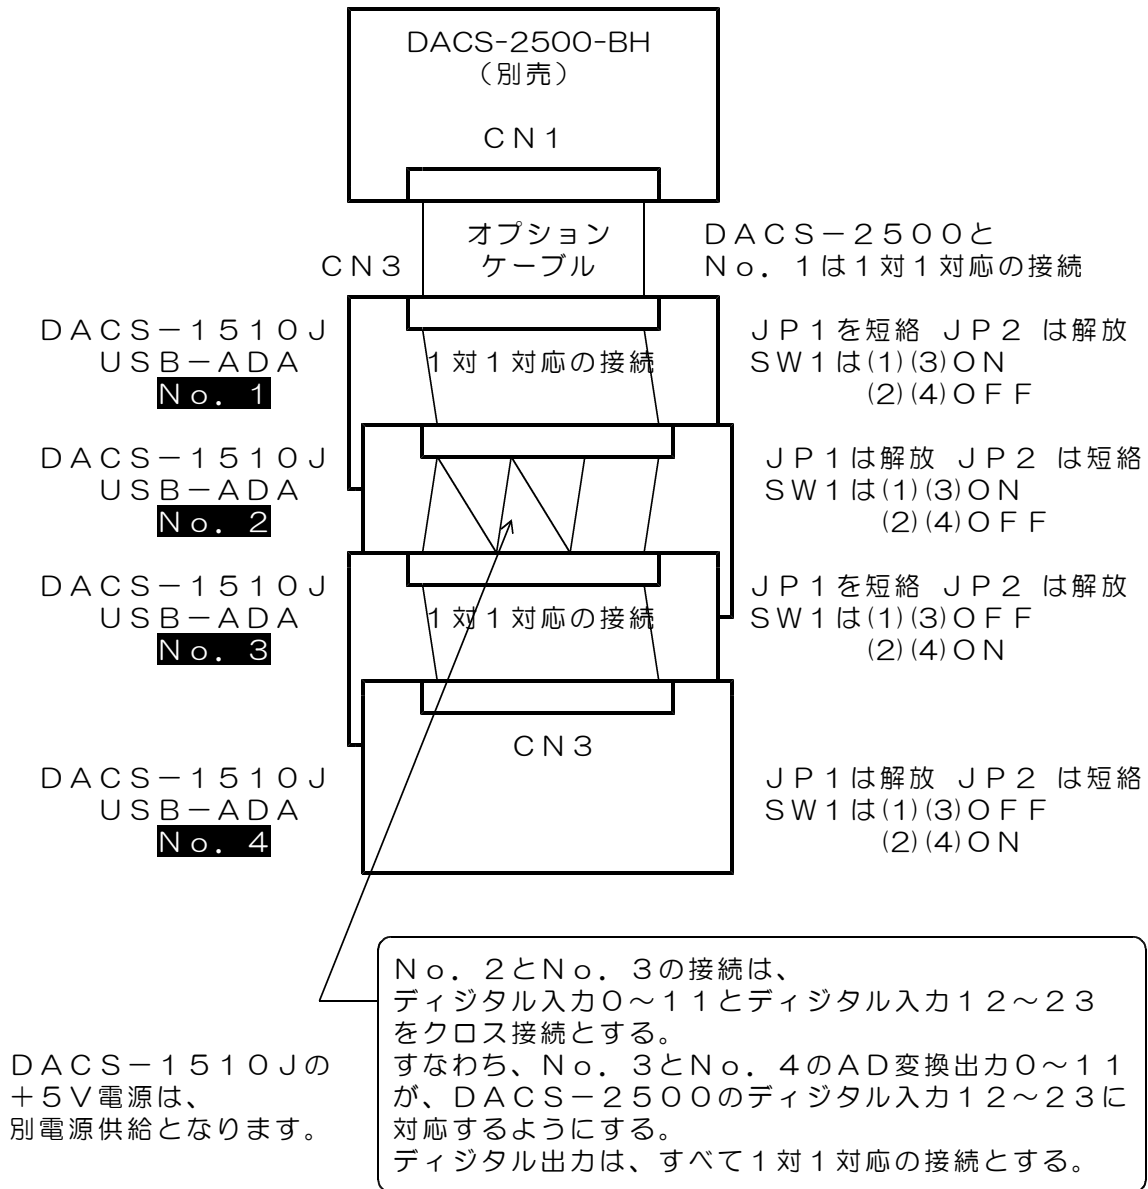 DACS-2500-BH
（別売）
ＣＮ１
オプション
ケーブル
ＣＮ３
ＤＡＣＳ－２５００と
Ｎｏ．１は１対１対応の接続
ＤＡＣＳ－１５１０Ｊ
ＵＳＢ－ＡＤＡ
Ｎｏ．１
１対１対応の接続
ＪＰ１を短絡 ＪＰ２ は解放
ＳＷ１は(1)(3)ＯＮ
(2)(4)ＯＦＦ
ＤＡＣＳ－１５１０Ｊ
ＵＳＢ－ＡＤＡ
Ｎｏ．２
ＪＰ１は解放 ＪＰ２ は短絡
ＳＷ１は(1)(3)ＯＮ
(2)(4)ＯＦＦ
ＤＡＣＳ－１５１０Ｊ
ＵＳＢ－ＡＤＡ
Ｎｏ．３
１対１対応の接続
ＪＰ１を短絡 ＪＰ２ は解放
ＳＷ１は(1)(3)ＯＦＦ
(2)(4)ＯＮ
ＣＮ３
ＤＡＣＳ－１５１０Ｊ
ＵＳＢ－ＡＤＡ
Ｎｏ．４
ＪＰ１は解放 ＪＰ２ は短絡
ＳＷ１は(1)(3)ＯＦＦ
(2)(4)ＯＮ
Ｎｏ．２とＮｏ．３の接続は、
ディジタル入力０～１１とディジタル入力１２～２３
をクロス接続とする。
すなわち、Ｎｏ．３とＮｏ．４のＡＤ変換出力０～１１
が、ＤＡＣＳ－２５００のディジタル入力１２～２３に
対応するようにする。
ディジタル出力は、すべて１対１対応の接続とする。
ＤＡＣＳ－１５１０Ｊの
＋５Ｖ電源は、
別電源供給となります。